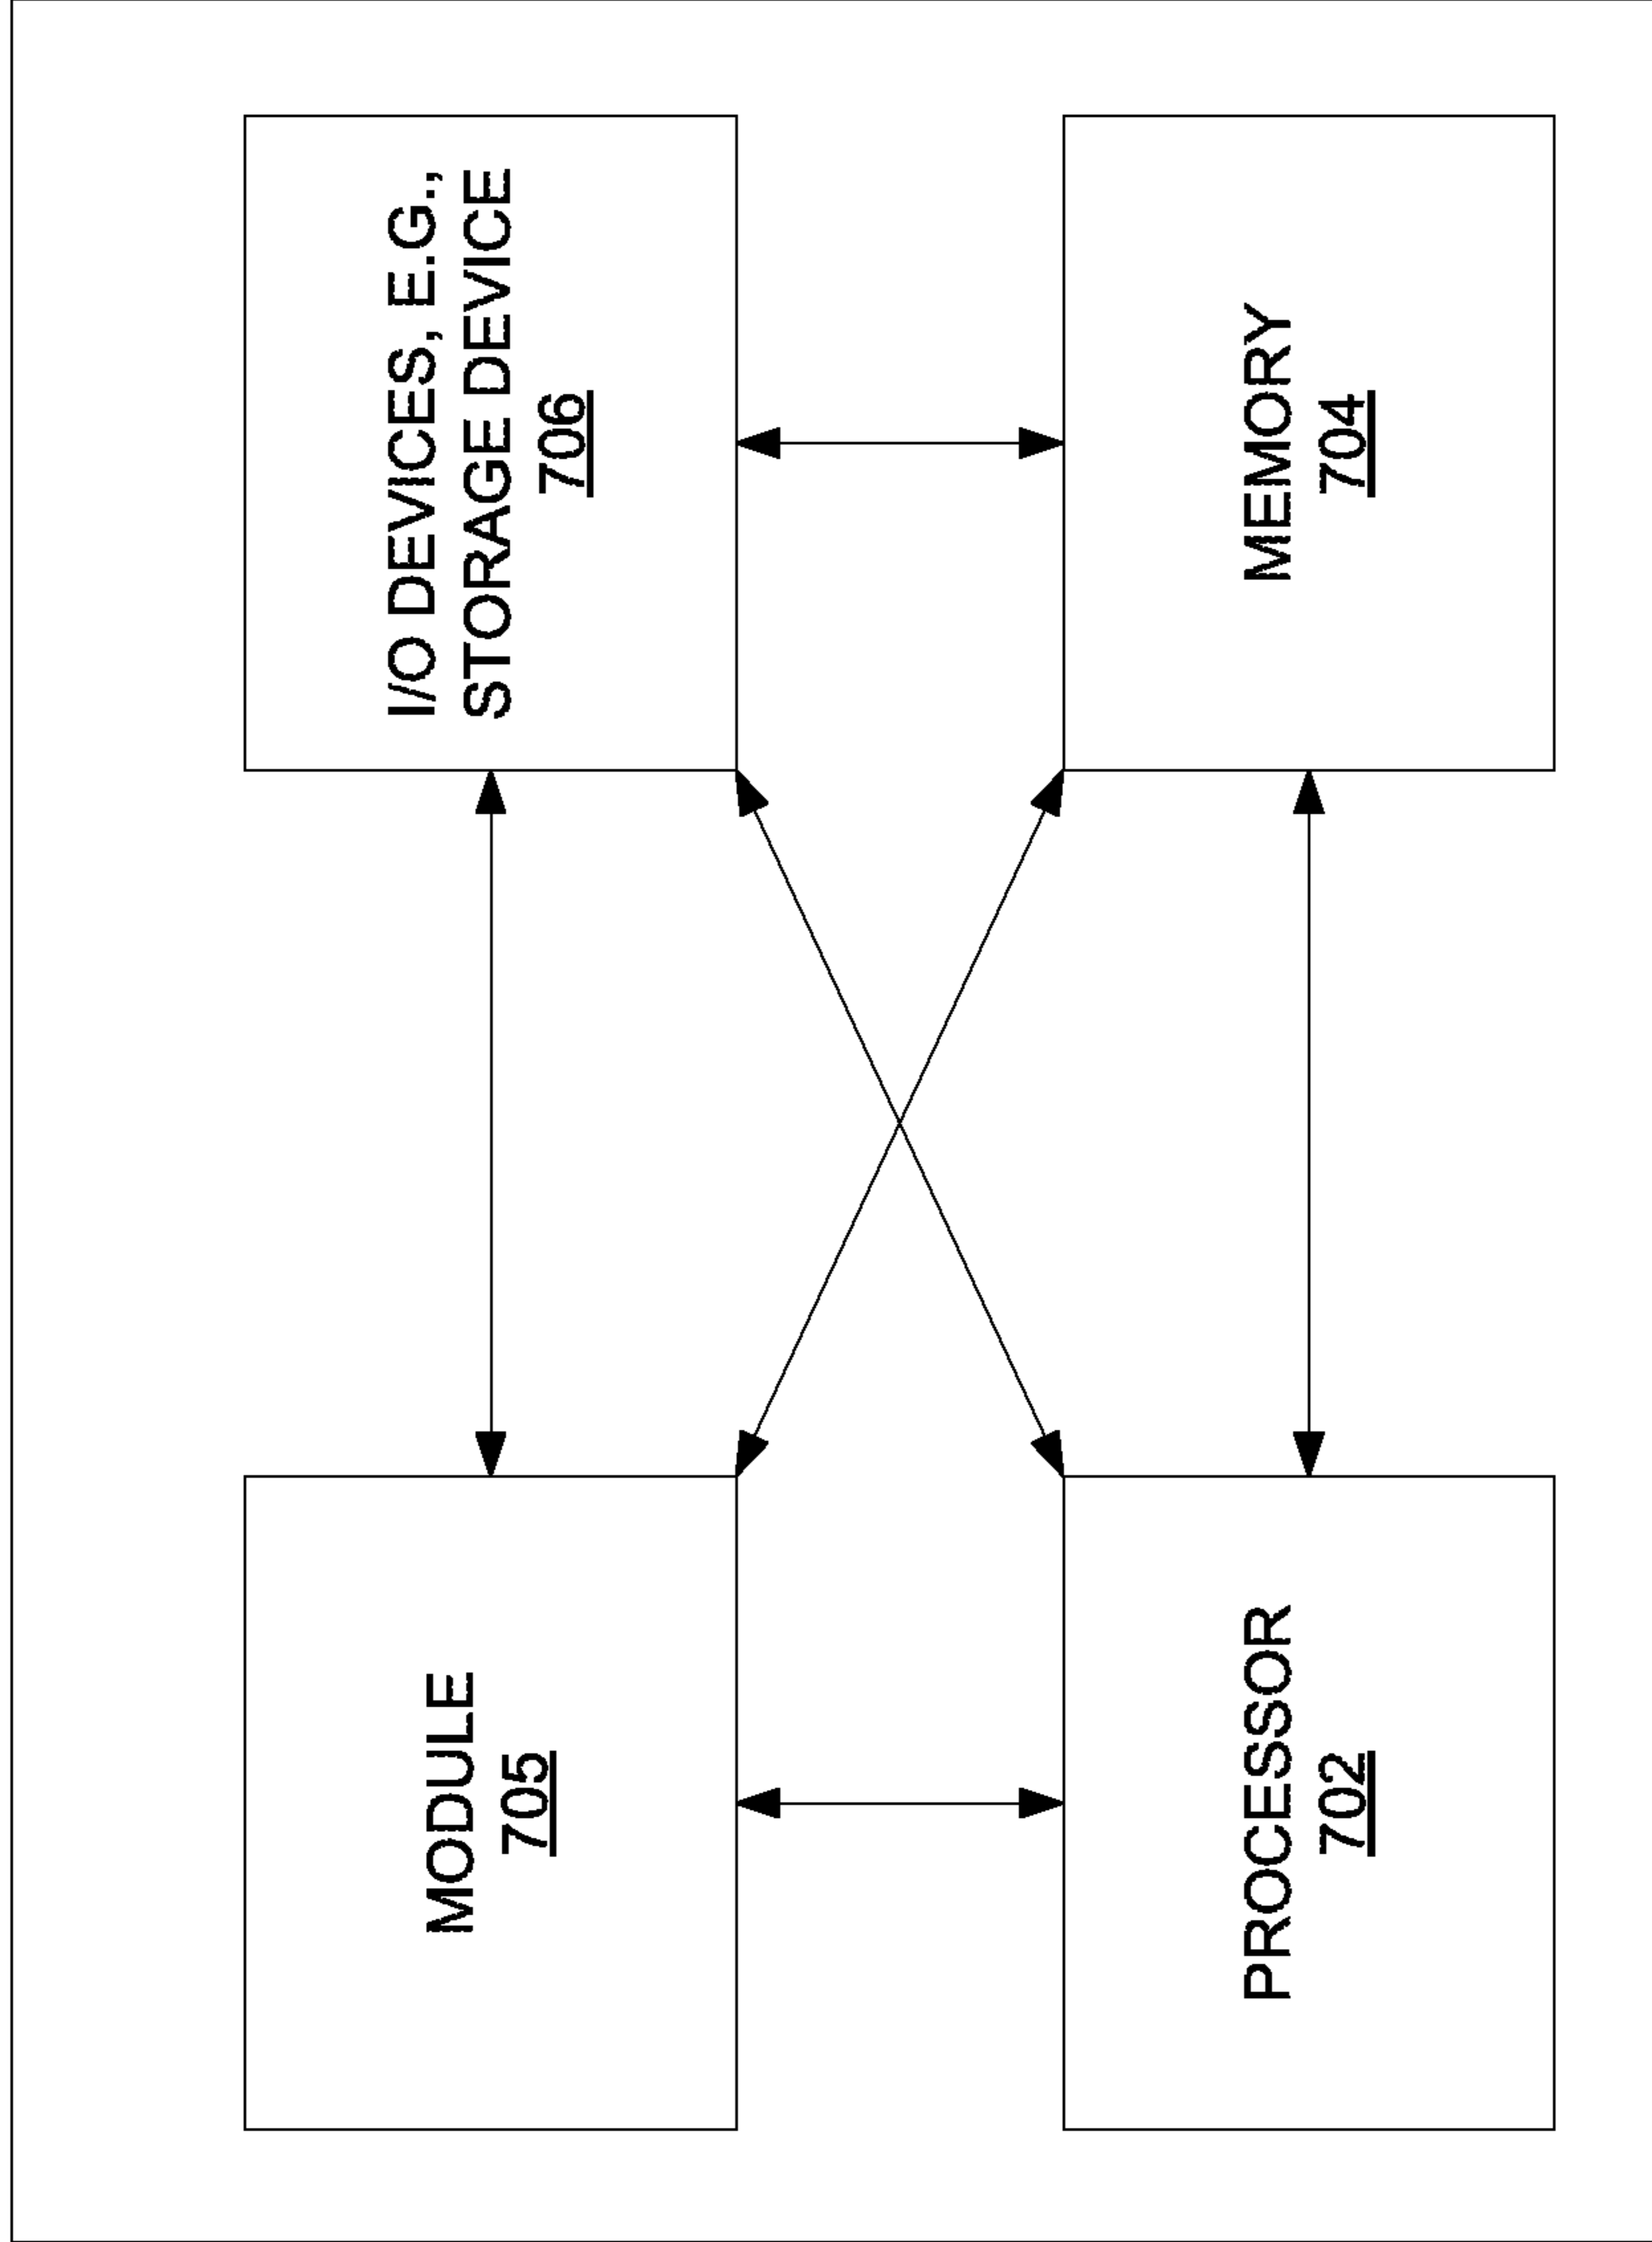 MODULE
705
I/O DEVICES, E.G.,
STORAGE DEVICE
706
PROCESSOR
702
MEMORY
704